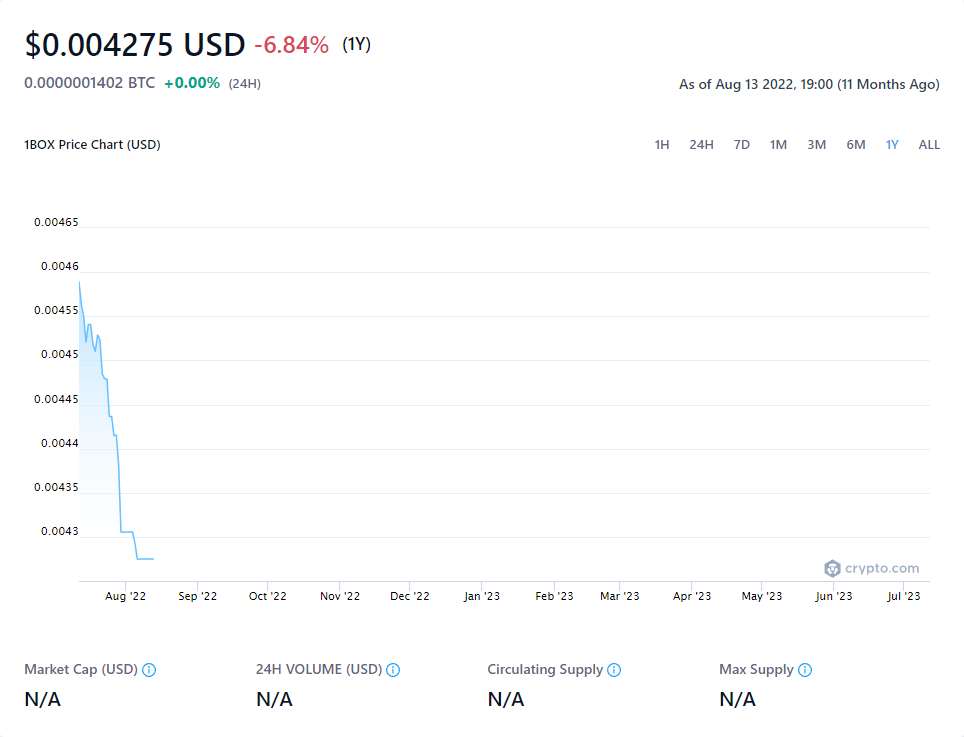 $0.004275 USD -6.84% (1Y)
0.0000001402 BTC +0.00% (24H)
As of Aug 13 2022, 19:00 (11 Months Ago)
1BOX Price Chart (USD)
1H 24H 7D 1M 3M 6M 1Y ALL
0.00465
0.0046
0.00455
0.0045
0.00445
0.0044
0.00435
0.0043
crypto.com
Aug '22 Sep '22 Oct '22 Nov '22 Dec '22 Jan '23 Feb '23 Mar '23 Apr '23 May '23 Jun '23 Jul '23
Market Cap (USD) 24H VOLUME (USD) Circulating Supply Max Supply
N/A N/A N/A N/A